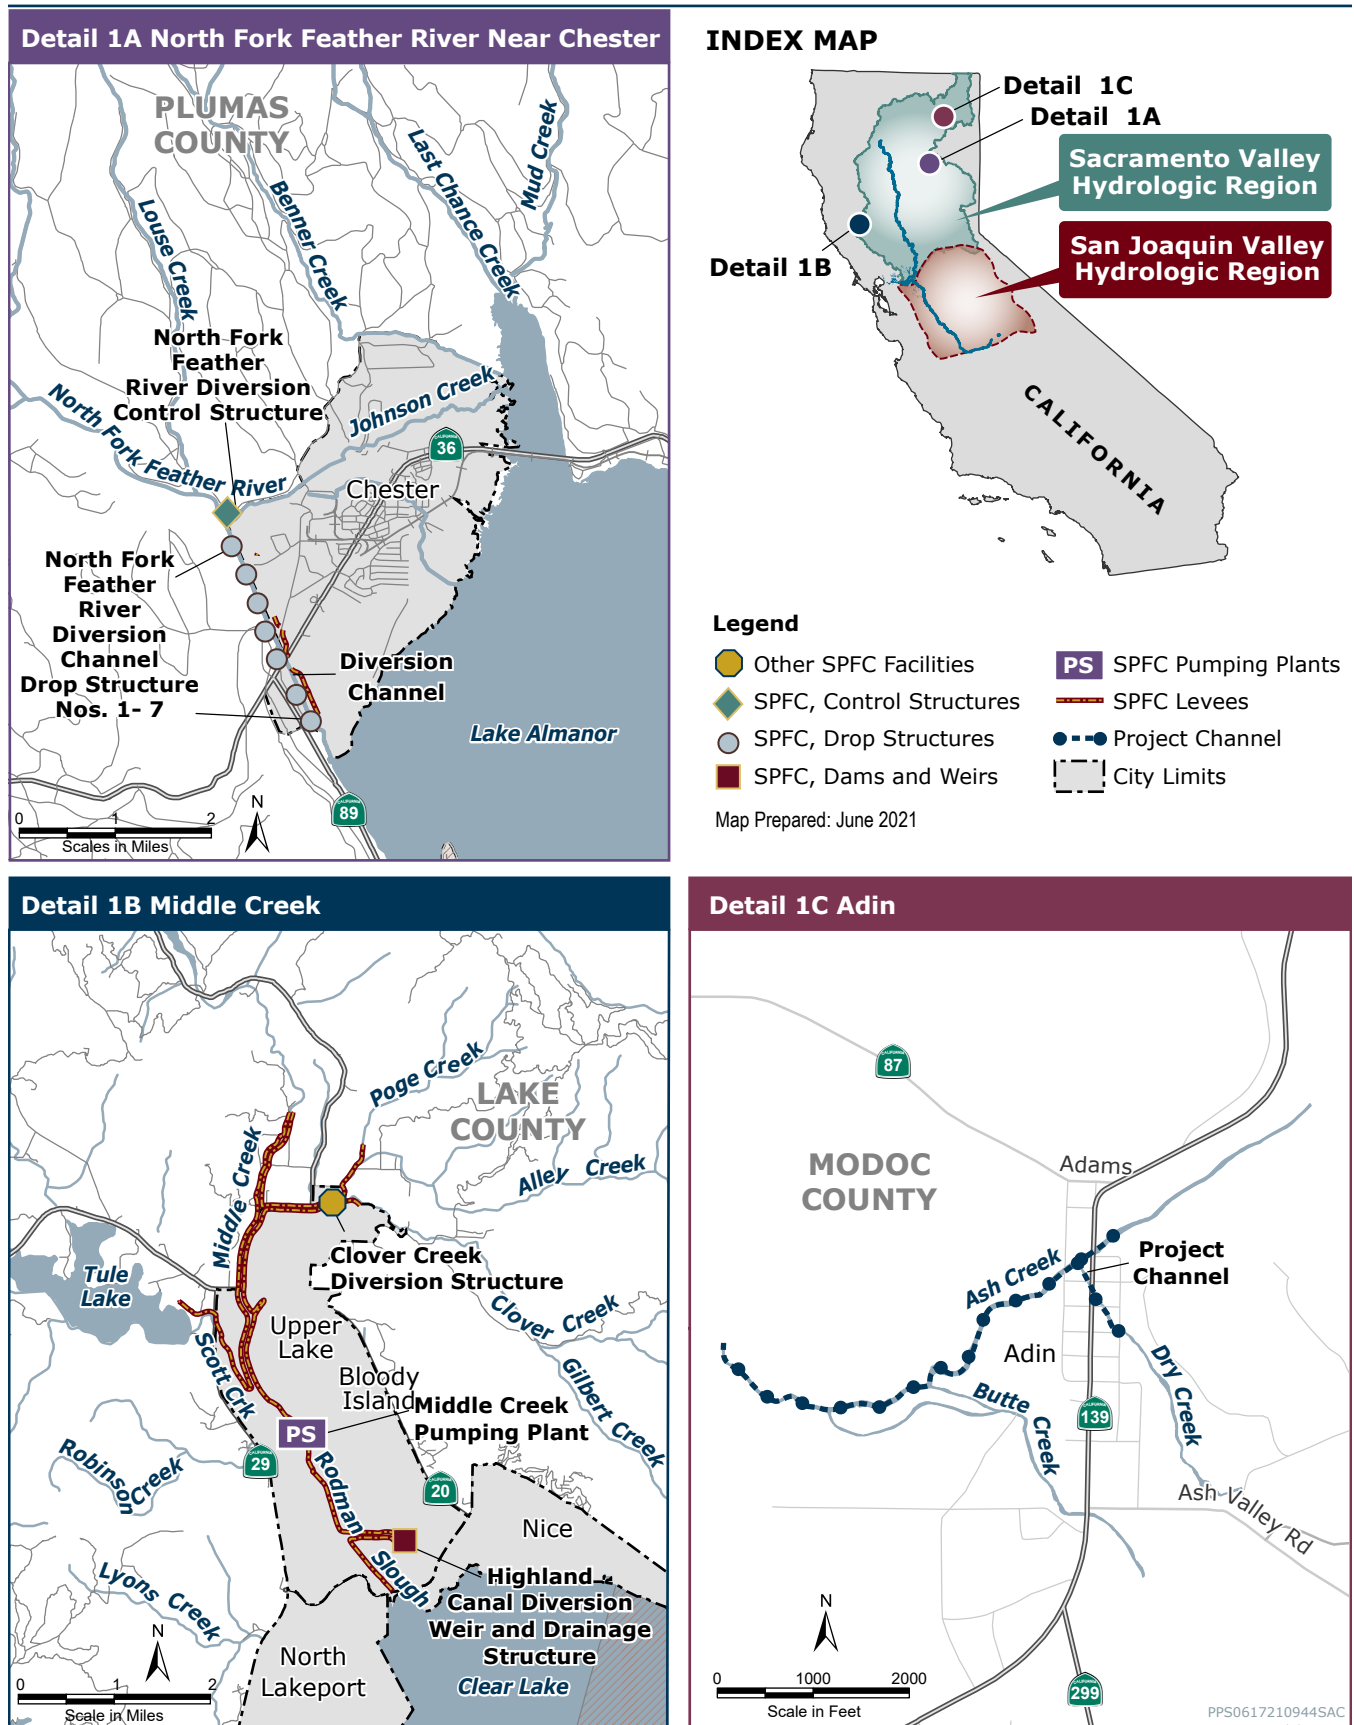 Detail 1A North Fork Feather River Near Chester
PLUMAS
COUNTY
Louse Creek
Benner Creek
Last Chance Creek
Mud Creek
North Fork
Feather
River Diversion
Control Structure
North Fork Feather River
Johnson Creek
CALIFORNIA
36
Chester
North Fork
Feather
River
Diversion
Channel
Drop Structure
Nos. 1- 7
Diversion
Channel
Lake Almanor
CALIFORNIA
89
N
0 1 2
Scales in Miles
INDEX MAP
Detail 1C
Detail 1A
Sacramento Valley
Hydrologic Region
San Joaquin Valley
Hydrologic Region
Detail 1B
CALIFORNIA
Legend
Other SPFC Facilities
SPFC, Control Structures
SPFC, Drop Structures
SPFC, Dams and Weirs
PS SPFC Pumping Plants
SPFC Levees
Project Channel
City Limits
Map Prepared: June 2021
Detail 1B Middle Creek
Poge Creek
LAKE
COUNTY
Middle Creek
Alley Creek
Clover Creek
Diversion Structure
Tule
Lake
Clover Creek
Upper
Lake
Scott Crk
Bloody
Island
Gilbert Creek
Middle Creek
Pumping Plant
PS
CALIFORNIA
29
Robinson Creek
Rodman
Slough
CALIFORNIA
20
Nice
Highland
Canal Diversion
Weir and Drainage
Structure
Lyons Creek
North
Lakeport
Clear Lake
N
0 1 2
Scale in Miles
Detail 1C Adin
CALIFORNIA
87
MODOC
COUNTY
Adams
Project
Channel
Ash Creek
Adin
Butte Creek
Dry Creek
CALIFORNIA
139
Ash Valley Rd
N
0 1000 2000
Scale in Feet
CALIFORNIA
299
PPS0617210944SAC